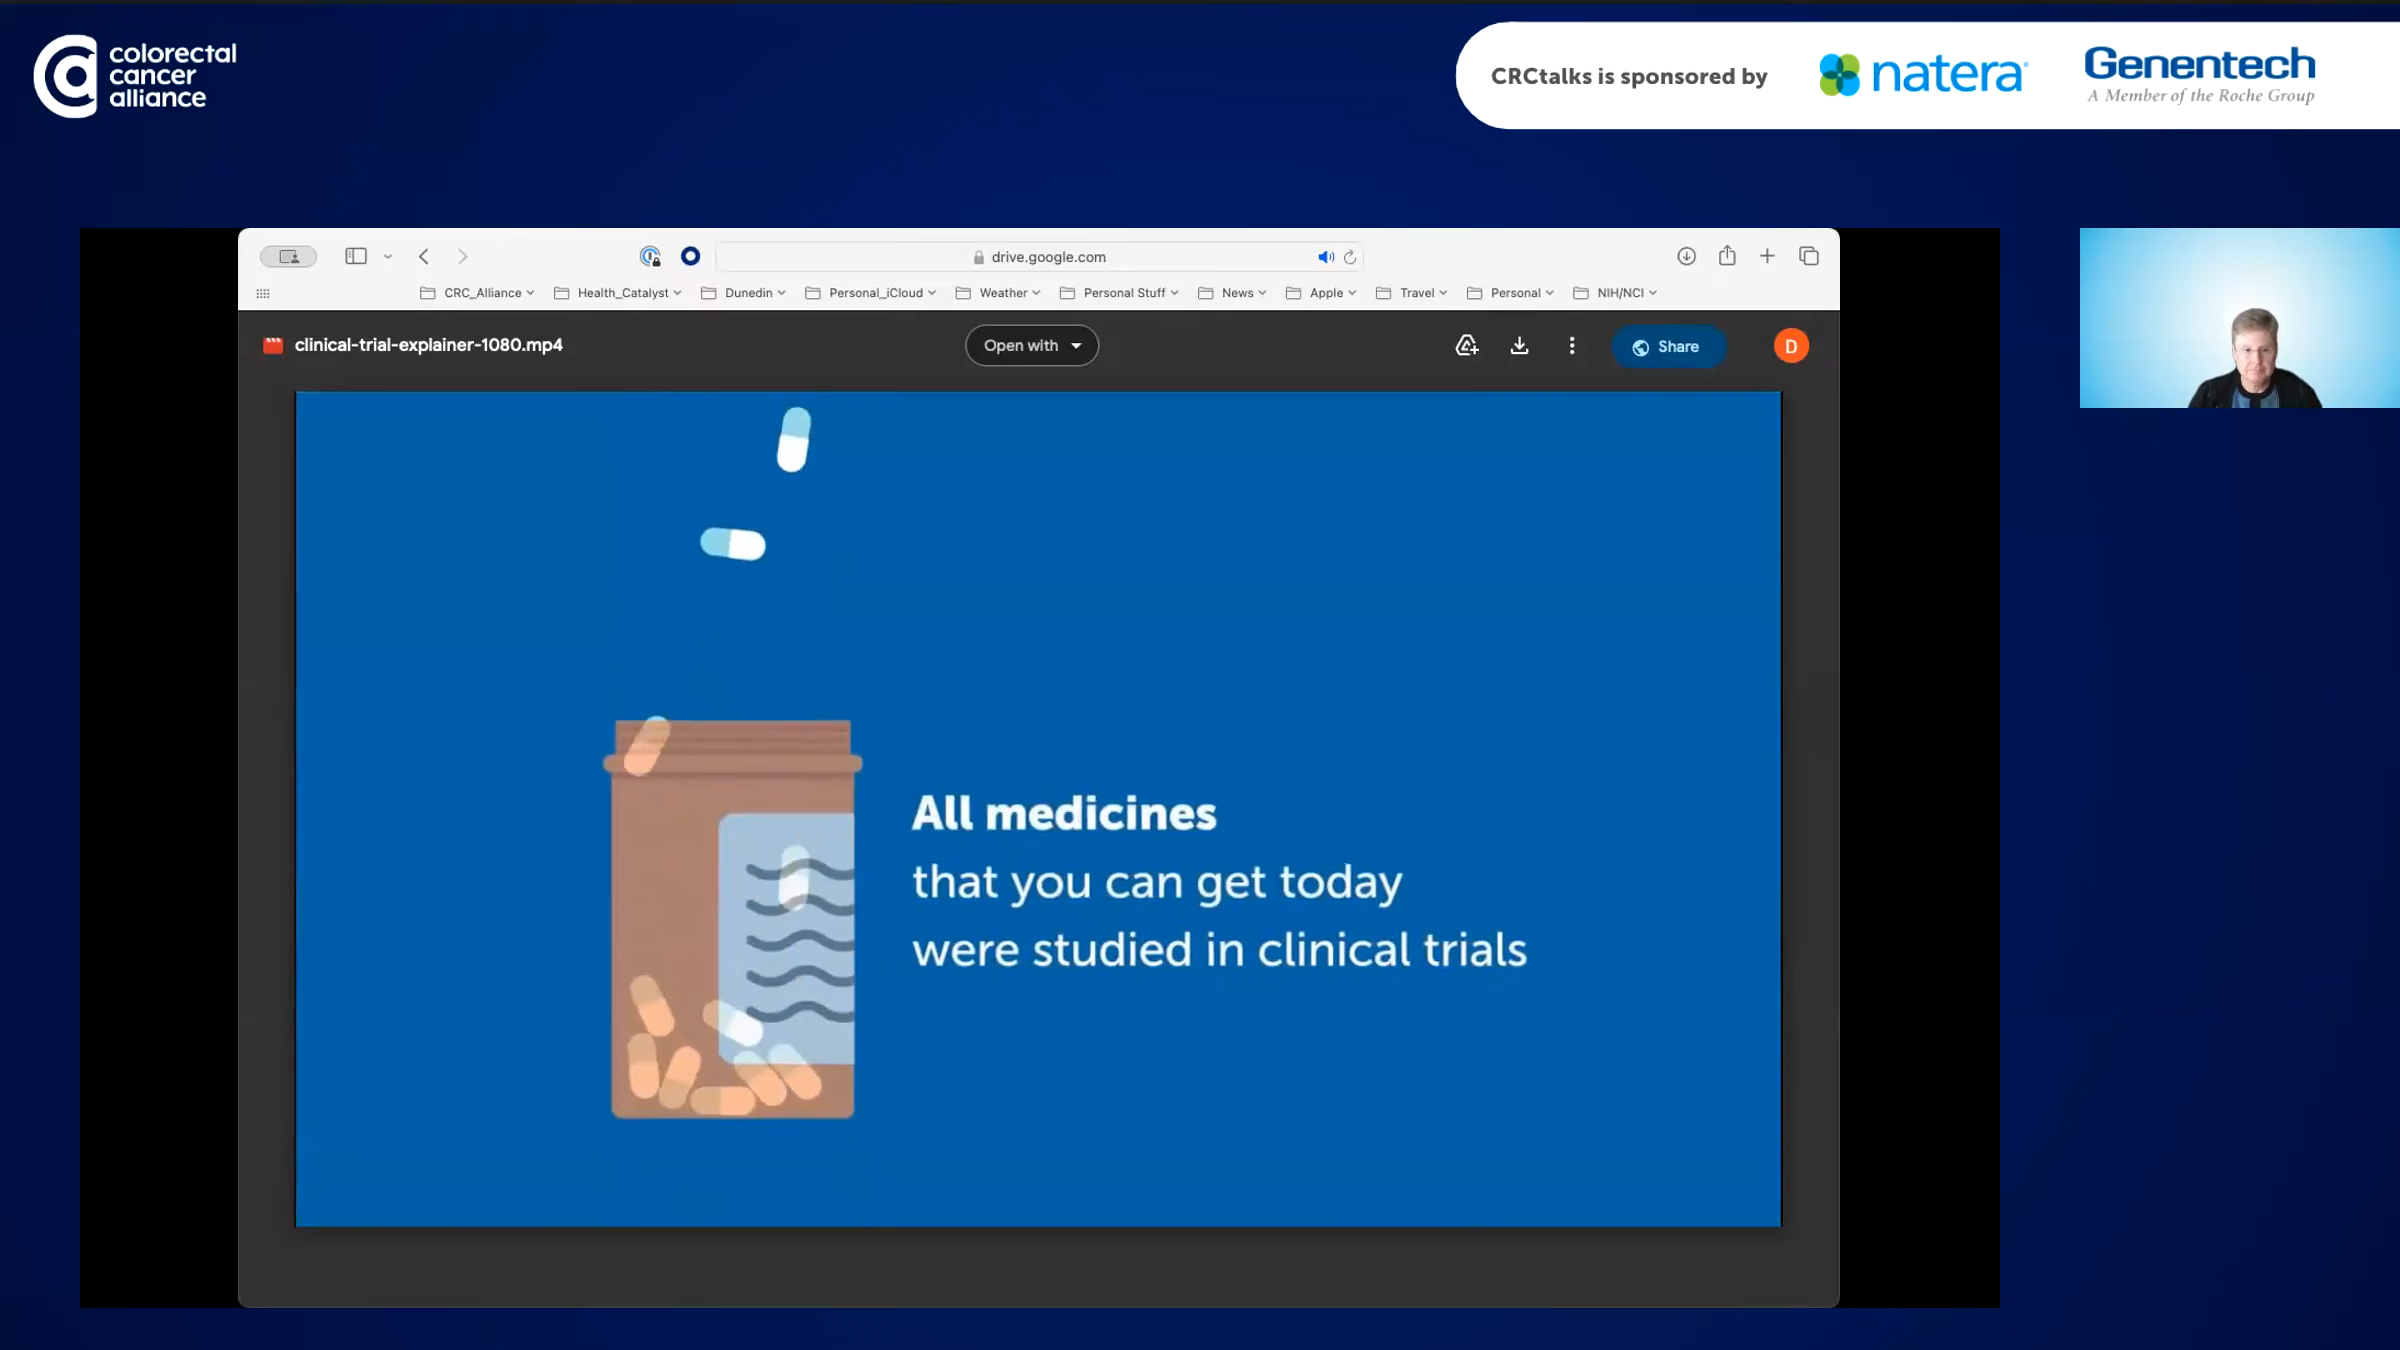 colorectal
cancer
alliance
CRCtalks is sponsored by
natera
Genentech
A Member of the Roche Group
drive.google.com
CRC_Alliance
Health_Catalyst
Dunedin
Personal_iCloud
Weather
Personal Stuff
News
Apple
Travel
Personal
NIH/NCI
clinical-trial-explainer-1080.mp4
Open with
Share
D
All medicines
that you can get today
were studied in clinical trials